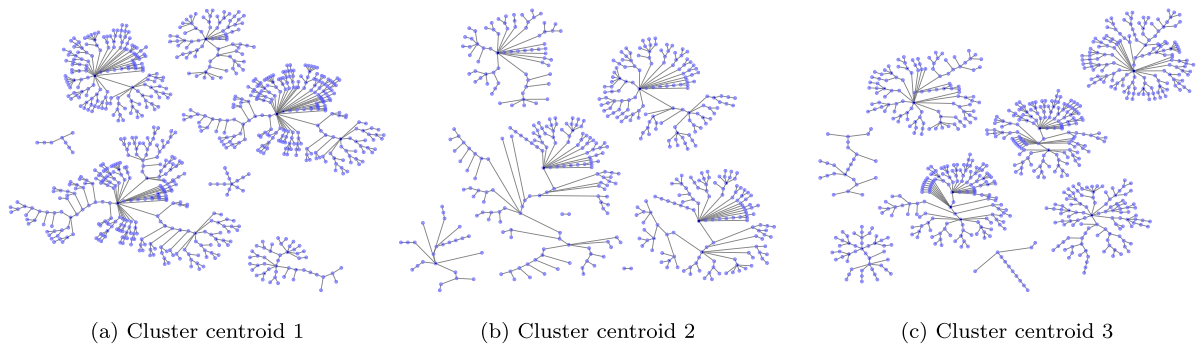 (a) Cluster centroid 1
(b) Cluster centroid 2
(c) Cluster centroid 3